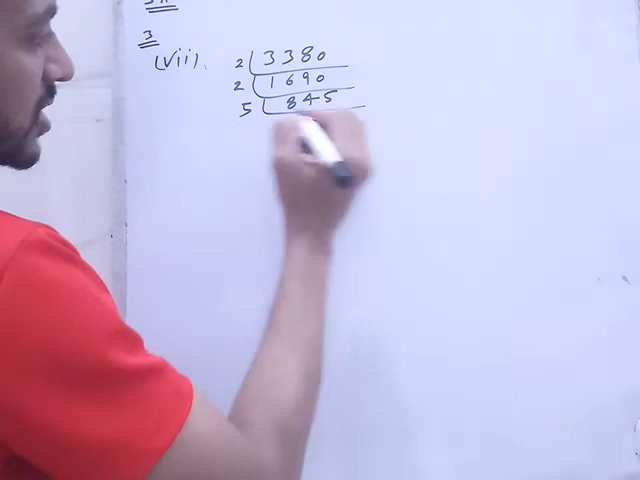 3
(vii).
2 3380
2 1690
5 845